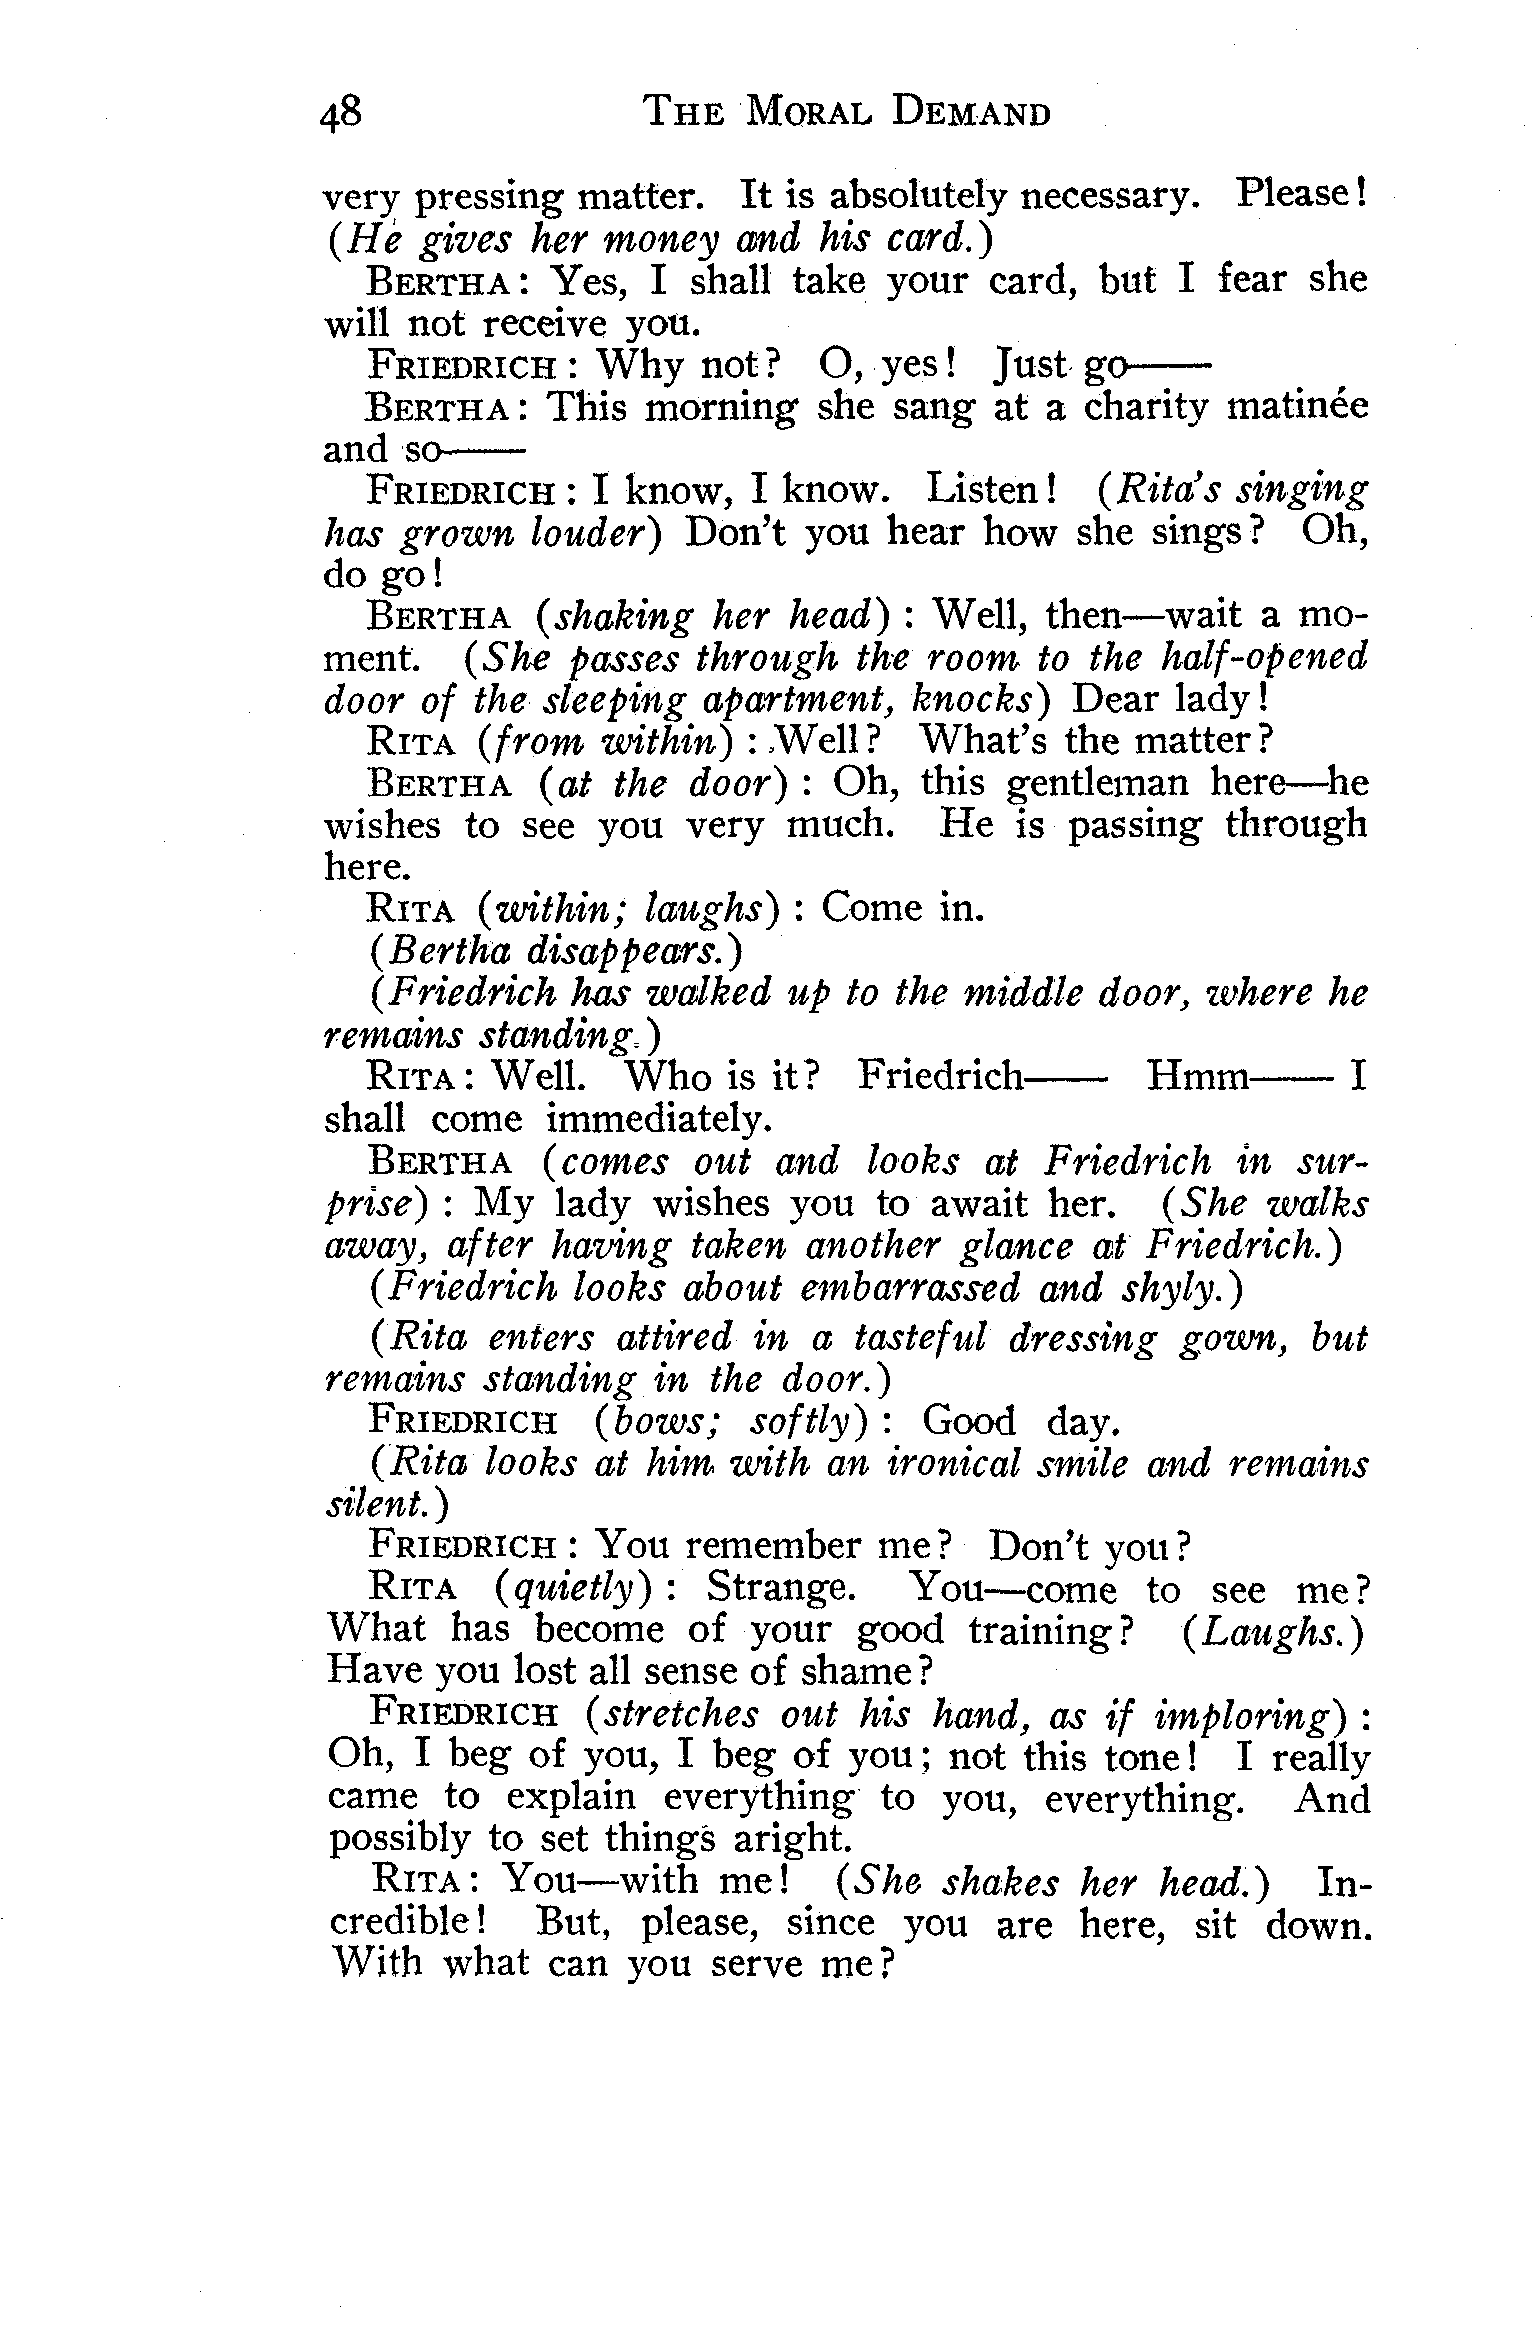 48 THE MORAL DEMAND
very pressing matter. It is absolutely necessary. Please!
(He gives her money and his card.)
BERTHA: Yes, I shall take your card, but I fear she
will not receive you.
FRIEDRICH: Why not? O, yes! Just go——
BERTHA: This morning she sang at a charity matinée
and so——
FRIEDRICH: I know, I know. Listen! (Rita's singing
has grown louder) Don't you hear how she sings? Oh,
do go!
BERTHA (shaking her head): Well, then—wait a mo-
ment. (She passes through the room to the half-opened
door of the sleeping apartment, knocks) Dear lady!
RITA (from within): Well? What's the matter?
BERTHA (at the door): Oh, this gentleman here—he
wishes to see you very much. He is passing through
here.
RITA (within; laughs): Come in.
(Bertha disappears.)
(Friedrich has walked up to the middle door, where he
remains standing.)
RITA: Well. Who is it? Friedrich—— Hmm—— I
shall come immediately.
BERTHA (comes out and looks at Friedrich in sur-
prise): My lady wishes you to await her. (She walks
away, after having taken another glance at Friedrich.)
(Friedrich looks about embarrassed and shyly.)
(Rita enters attired in a tasteful dressing gown, but
remains standing in the door.)
FRIEDRICH (bows; softly): Good day.
(Rita looks at him with an ironical smile and remains
silent.)
FRIEDRICH: You remember me? Don't you?
RITA (quietly): Strange. You—come to see me?
What has become of your good training? (Laughs.)
Have you lost all sense of shame?
FRIEDRICH (stretches out his hand, as if imploring):
Oh, I beg of you, I beg of you; not this tone! I really
came to explain everything to you, everything. And
possibly to set things aright.
RITA: You—with me! (She shakes her head.) In-
credible! But, please, since you are here, sit down.
With what can you serve me?